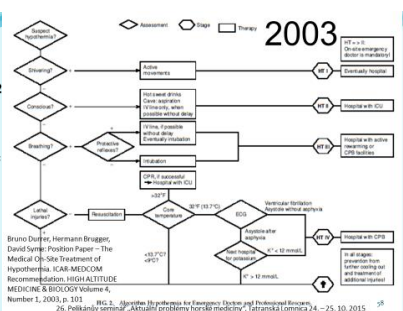 Assessment
Stage
Therapy
2003
Suspect
hypothermia?
HT = > II:
On-site emergency
doctor is mandatory!
Shivering?
+
Active
movements
HT I
Eventually hospital
Conscious?
+
Hot sweet drinks
Cave: aspiration
IV line only, when
possible without delay
HT II
Hospital with ICU
Breathing?
+
Protective
reflexes?
IV line, if possible
without delay
Eventually intubation
Intubation
HT III
Hospital with active
rewarming or
CPB facilities
CPR, if successful
Hospital with ICU
Lethal
injuries?
Resuscitation
Core
temperature
ECG
Ventricular fibrillation
Asystole without asphyxia
Asystole after
asphyxia
HT IV
Hospital with CPB
Next hospital
for potassium
K+ < 12 mmol/L
K+ > 12 mmol/L
In all stages:
prevention from
further cooling out
and treatment of
additional injuries!
Bruno Durrer, Hermann Brugger,
David Syme: Position Paper – The
Medical On-Site Treatment of
Hypothermia. ICAR-MEDCOM
Recommendation. HIGH ALTITUDE
MEDICINE & BIOLOGY Volume 4,
Number 1, 2003, p. 101
FIG. 2. Algorithm Hypothermia for Emergency Doctors and Professional Rescuers.
58
26. Pelikánův seminář „Aktuální problémy horské medicíny", Tatranská Lomnica 24. – 25. 10. 2015